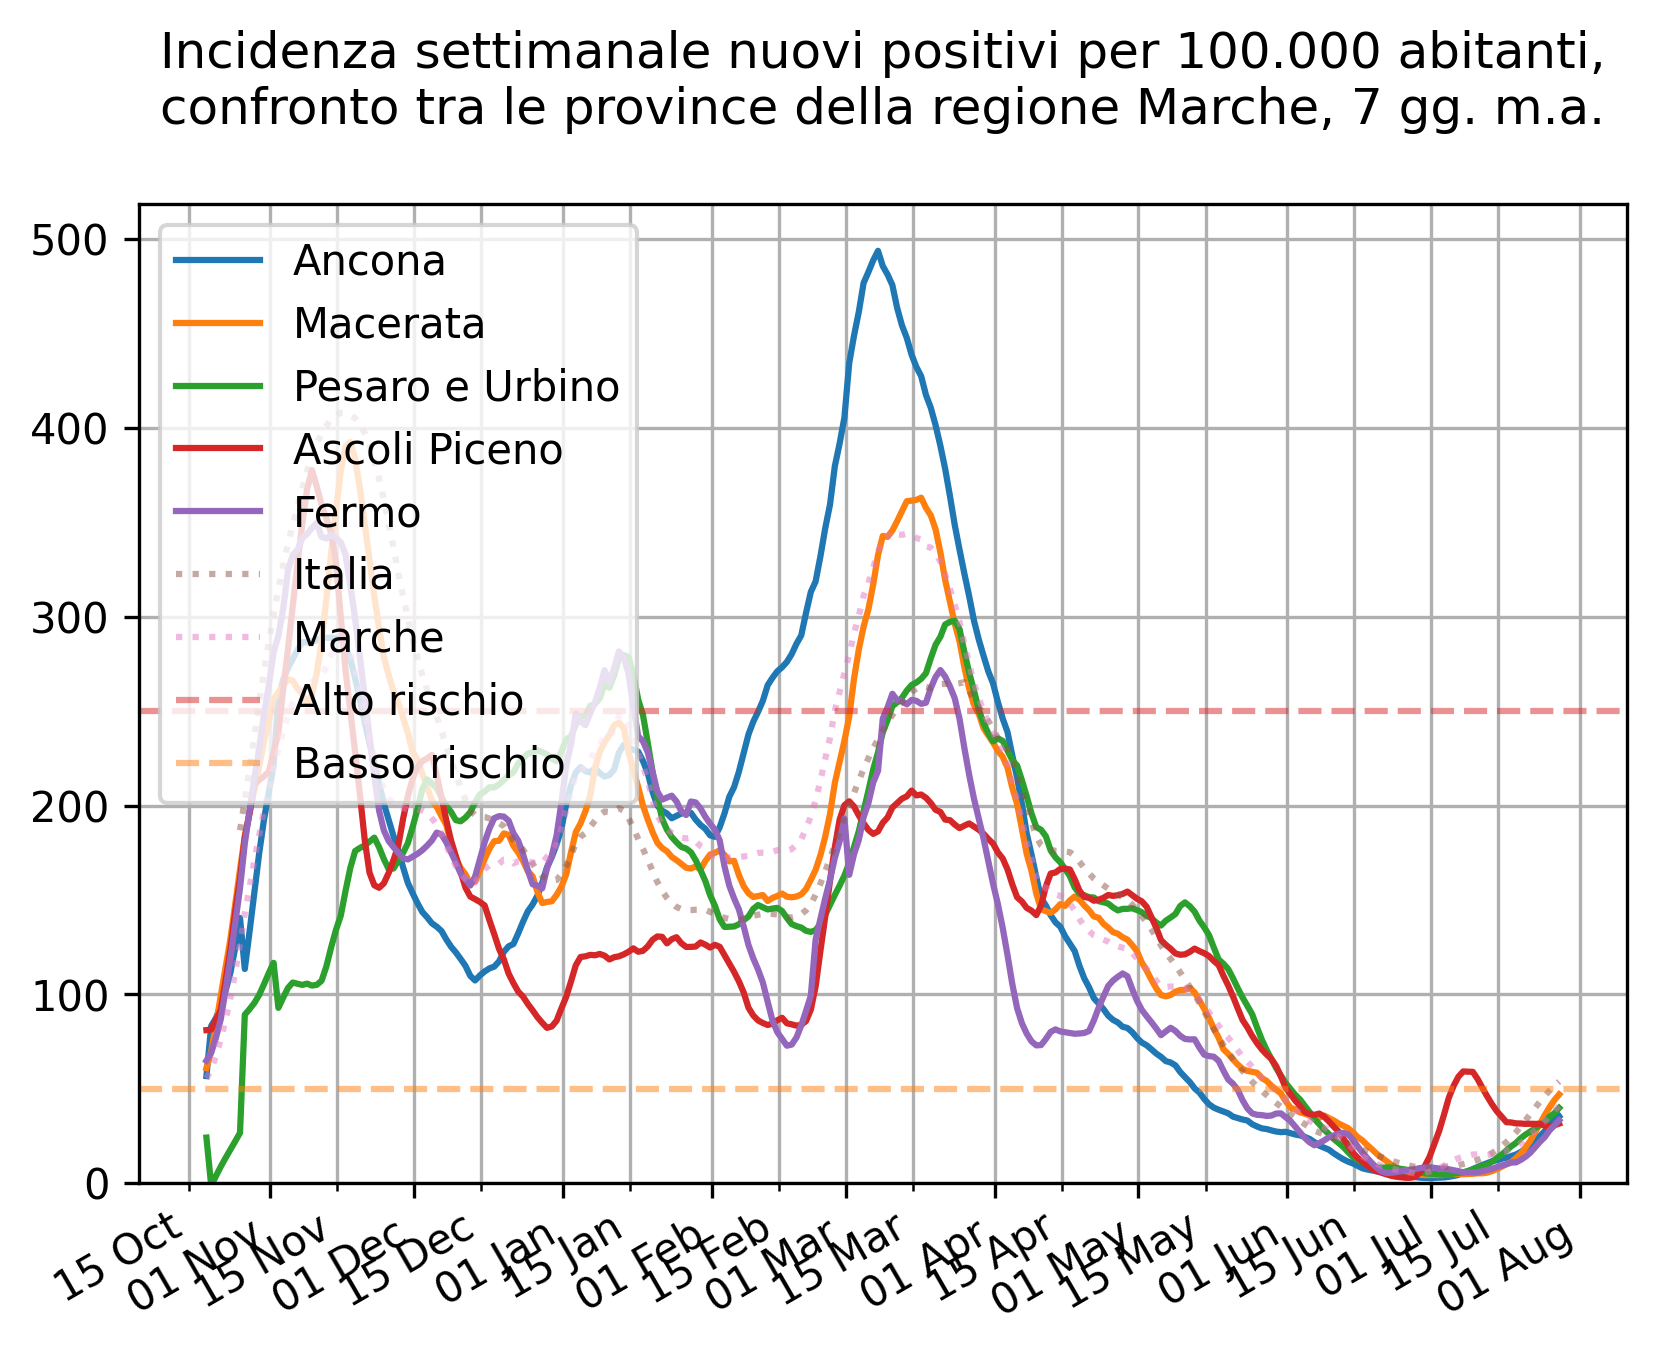 Incidenza settimanale nuovi positivi per 100.000 abitanti,
confronto tra le province della regione Marche, 7 gg. m.a.
500
400
300
200
100
0
Ancona
Macerata
Pesaro e Urbino
Ascoli Piceno
Fermo
Italia
Marche
Alto rischio
Basso rischio
15 Oct
01 Nov
15 Nov
01 Dec
15 Dec
01 Jan
15 Jan
01 Feb
15 Feb
01 Mar
15 Mar
01 Apr
15 Apr
01 May
15 May
01 Jun
15 Jun
01 Jul
15 Jul
01 Aug